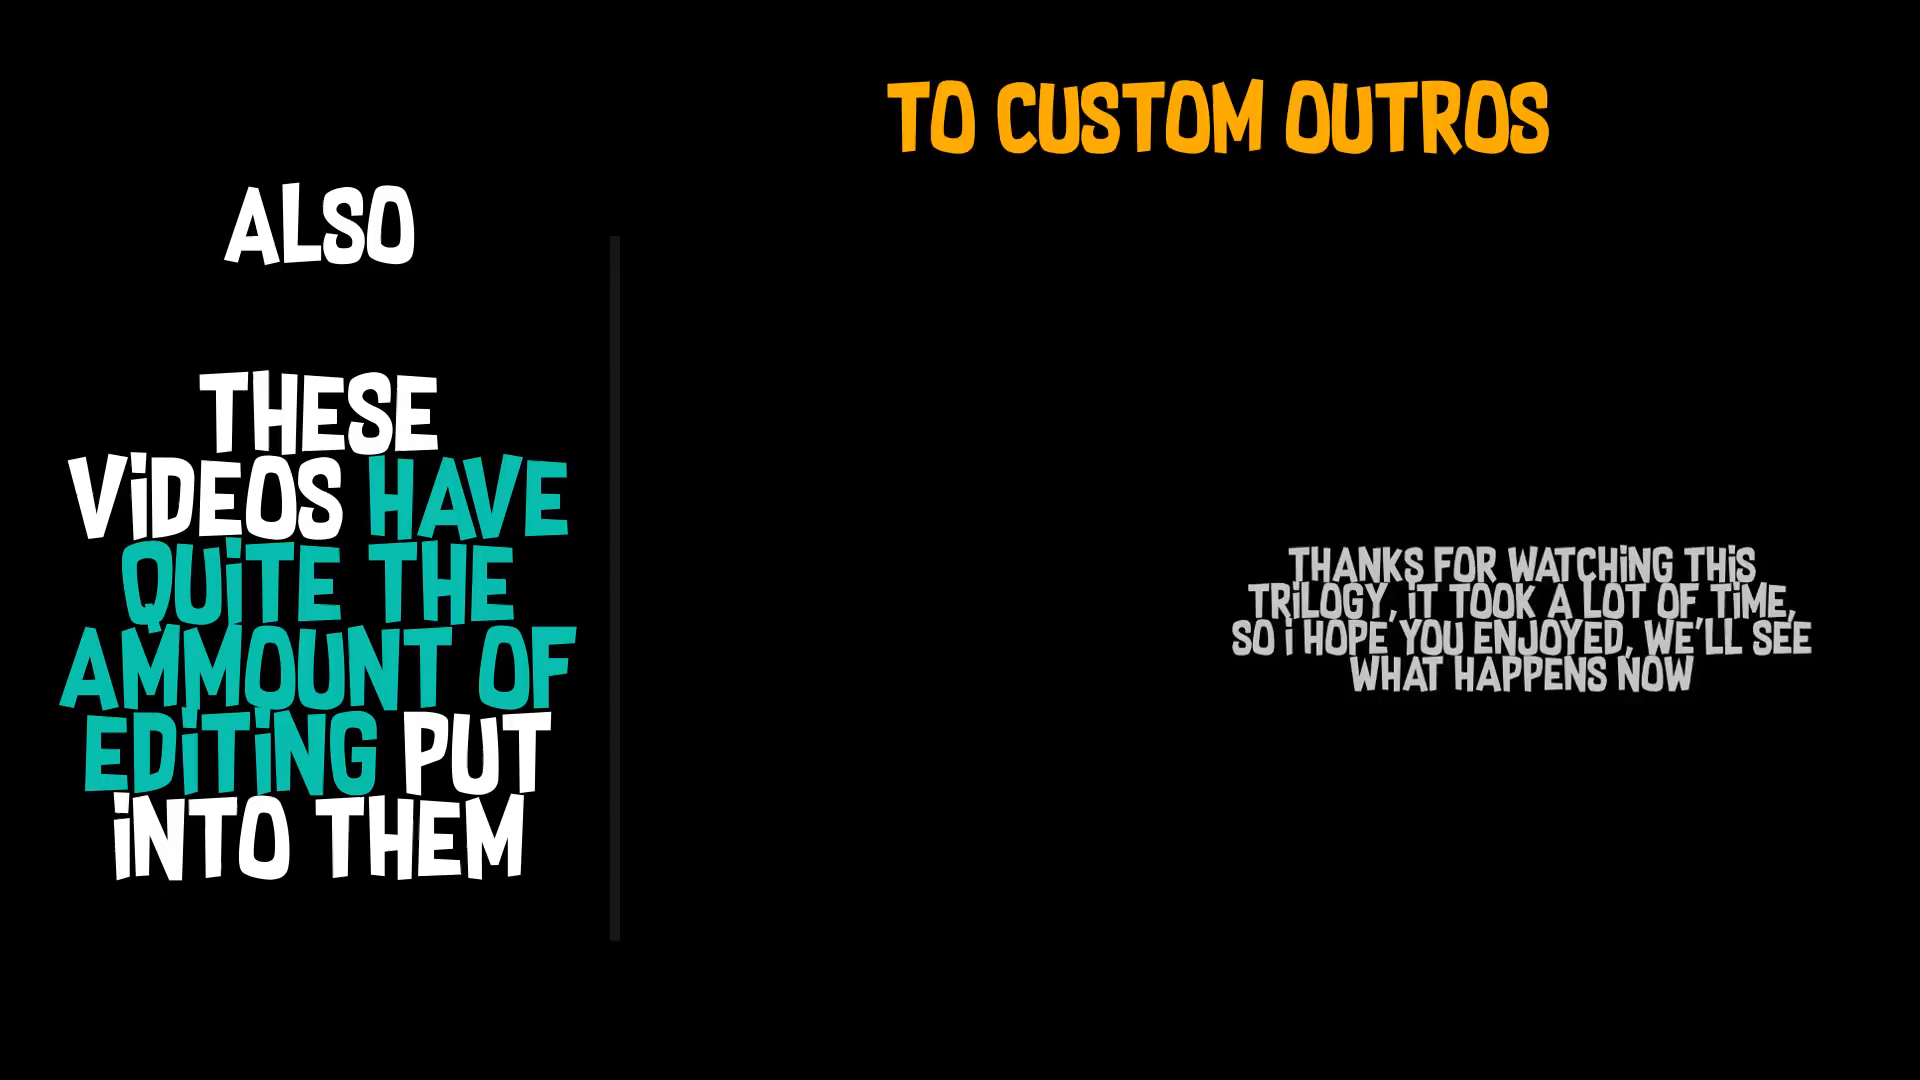 TO CUSTOM OUTROS
ALSO
THESE
ViDEOS HAVE
QUiTE THE
AMMOUNT OF
EDiTiNG PUT
iNTO THEM
THANKS FOR WATCHiNG THiS
TRiLOGY, iT TOOK A LOT OF TiME,
SO i HOPE YOU ENJOYED, WE'LL SEE
WHAT HAPPENS NOW